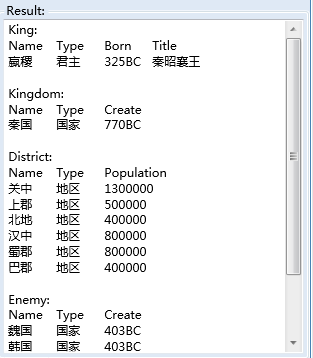 Result:
King:
Name Type Born Title
嬴稷 君主 325BC 秦昭襄王
Kingdom:
Name Type Create
秦国 国家 770BC
District:
Name Type Population
关中 地区 1300000
上郡 地区 500000
北地 地区 400000
汉中 地区 800000
蜀郡 地区 800000
巴郡 地区 400000
Enemy:
Name Type Create
魏国 国家 403BC
韩国 国家 403BC